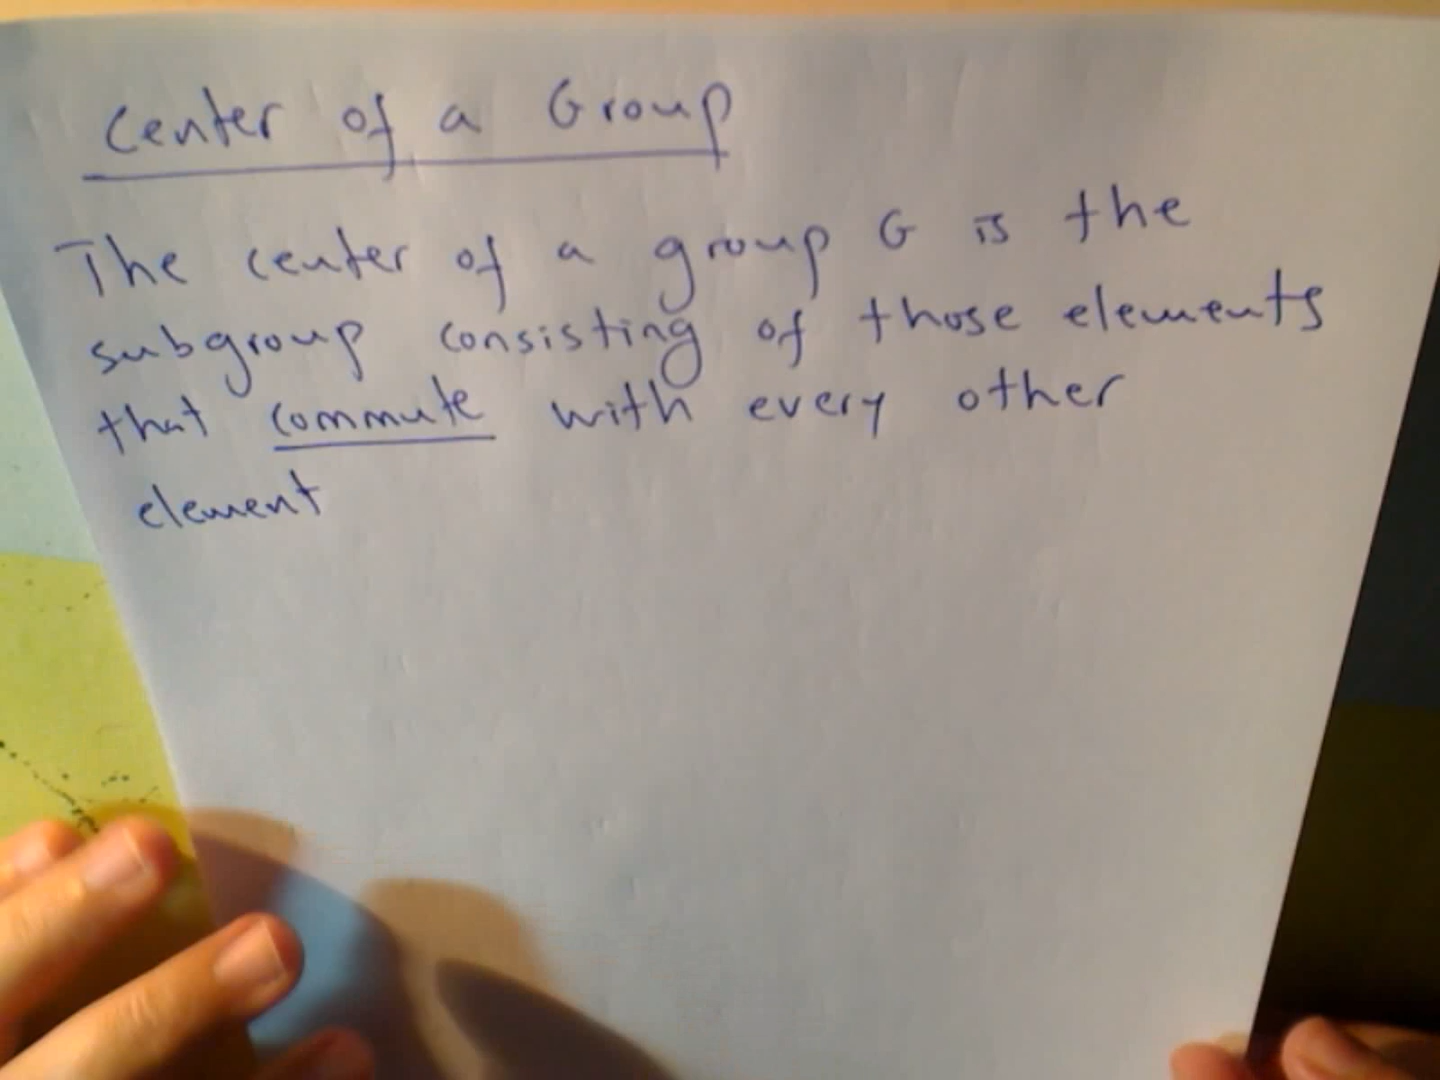 Center of a Group
The center of a group G is the
subgroup consisting of those elements
that commute with every other
element